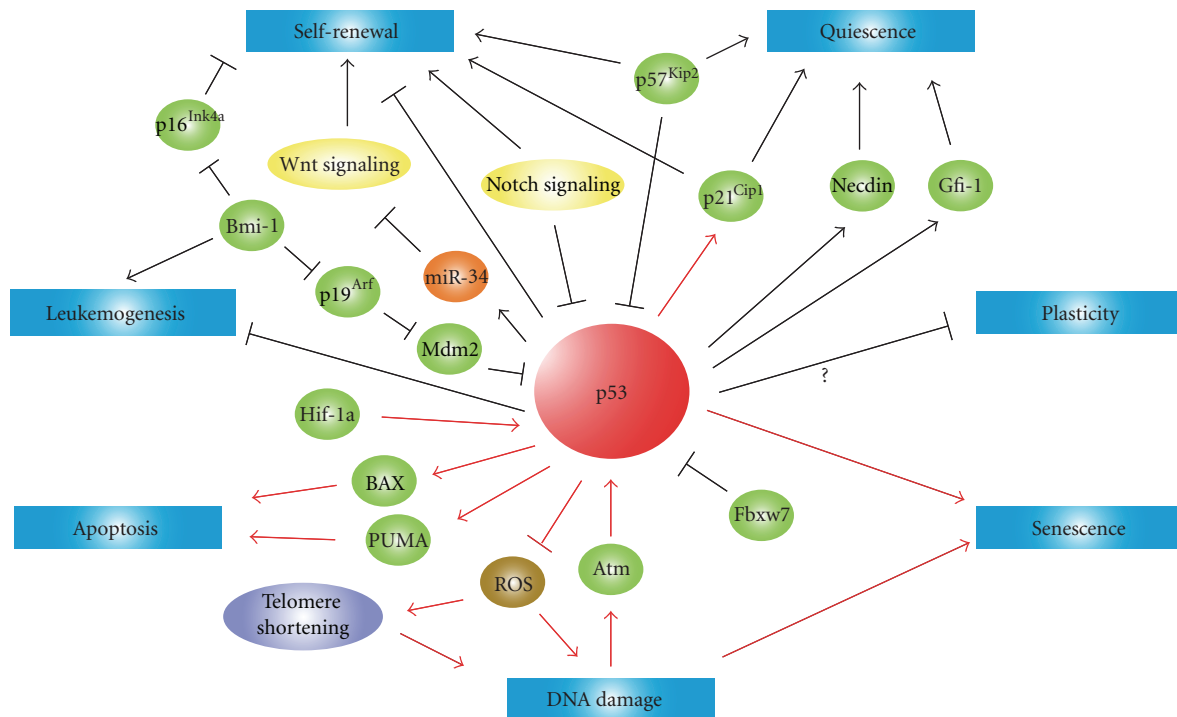 Self-renewal
Quiescence
p57Kip2
p16Ink4a
Wnt signaling
Notch signaling
p21Cip1
Necdin
Gfi-1
Bmi-1
p19Arf
miR-34
Leukemogenesis
Plasticity
Mdm2
?
p53
Hif-1a
BAX
Fbxw7
Apoptosis
PUMA
Senescence
Atm
ROS
Telomere
shortening
DNA damage